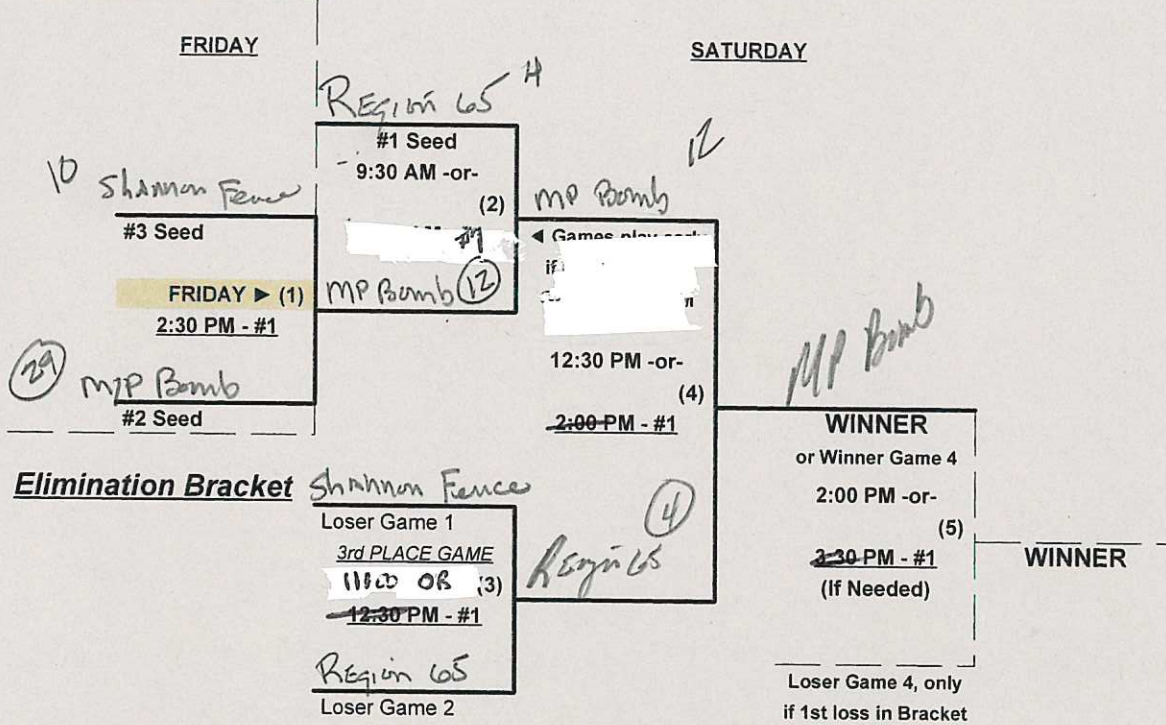 FRIDAY
SATURDAY
Region 65 4
#1 Seed
9:30 AM -or-
(2)
12
10 Shannon Fence
#3 Seed
MP Bomb
◄ Games play early
if
FRIDAY ► (1)
2:30 PM - #1
MP Bomb 12
29 MP Bomb
#2 Seed
12:30 PM -or-
(4)
2:00 PM - #1
MP Bomb
WINNER
or Winner Game 4
2:00 PM -or-
(5)
3:30 PM - #1
(If Needed)
WINNER
Loser Game 4, only
if 1st loss in Bracket
Elimination Bracket
Shannon Fence
Loser Game 1
3rd PLACE GAME
OR (3)
12:30 PM - #1
Region 65 4
Region 65
Loser Game 2